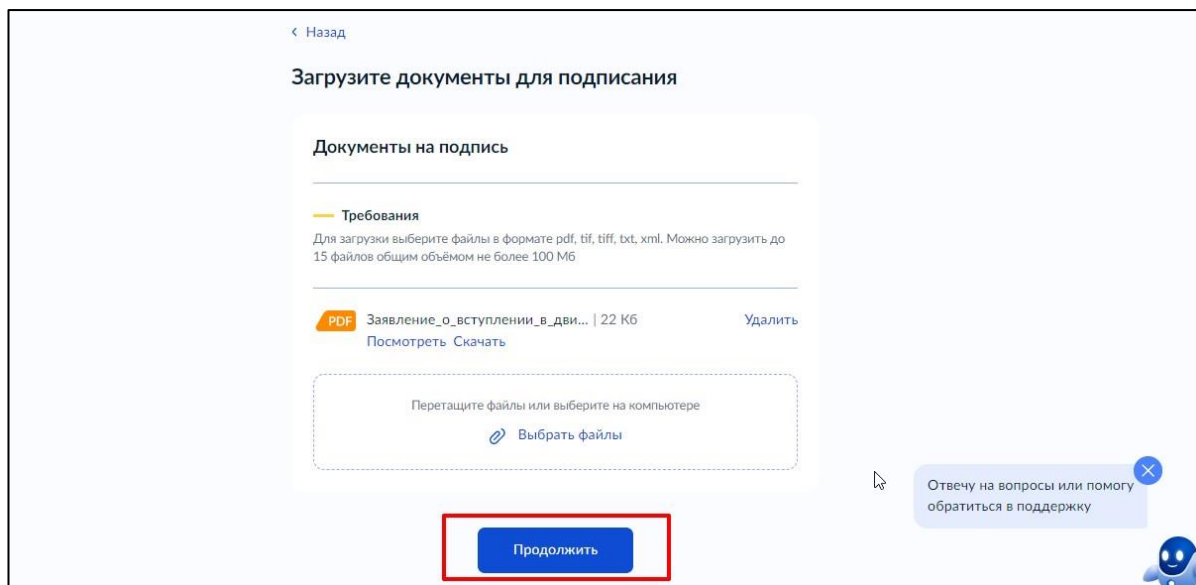 Назад
Загрузите документы для подписания
Документы на подпись
Требования
Для загрузки выберите файлы в формате pdf, tif, tiff, txt, xml. Можно загрузить до
15 файлов общим объёмом не более 100 Мб
PDF Заявление_о_вступлении_в_дви... | 22 Кб Удалить
Посмотреть Скачать
Перетащите файлы или выберите на компьютере
Выбрать файлы
Отвечу на вопросы или помогу
обратиться в поддержку
Продолжить